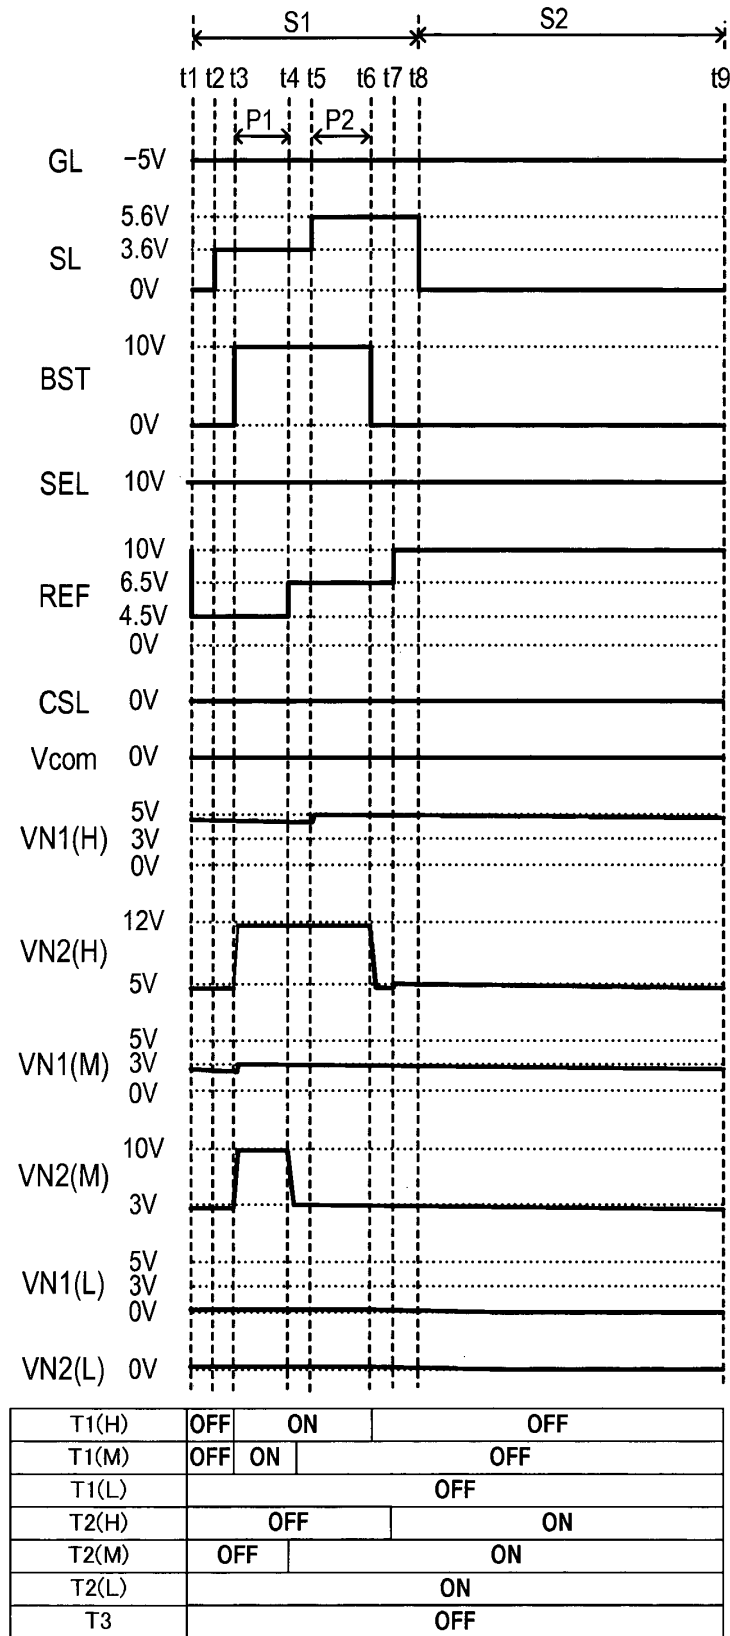 S1 S2
t1 t2 t3 t4 t5 t6 t7 t8 t9
P1 P2
GL −5V
5.6V
SL 3.6V
0V
10V
BST
0V
SEL 10V
10V
6.5V
REF
4.5V
0V
CSL 0V
Vcom 0V
5V
VN1(H) 3V
0V
12V
VN2(H)
5V
5V
VN1(M) 3V
0V
10V
VN2(M)
3V
5V
VN1(L) 3V
0V
VN2(L) 0V
T1(H) OFF ON OFF
T1(M) OFF ON OFF
T1(L) OFF
T2(H) OFF ON
T2(M) OFF ON
T2(L) ON
T3 OFF